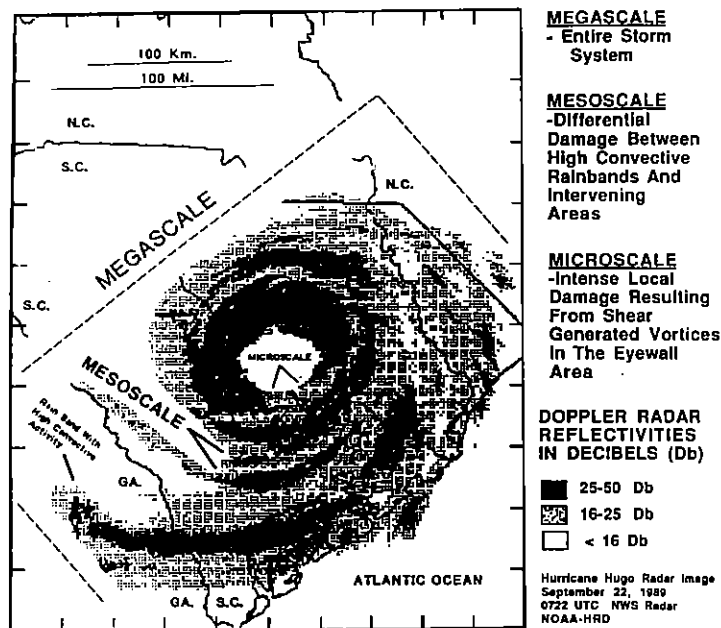 100 Km.
100 MI.
N.C.
S.C.
N.C.
MEGASCALE
S.C.
MICROSCALE
MESOSCALE
Rain Band With
High Convective
Activity
GA.
GA.
S.C.
ATLANTIC OCEAN
MEGASCALE
- Entire Storm
System
MESOSCALE
-Differential
Damage Between
High Convective
Rainbands And
Intervening
Areas
MICROSCALE
-Intense Local
Damage Resulting
From Shear
Generated Vortices
In The Eyewall
Area
DOPPLER RADAR
REFLECTIVITIES
IN DECIBELS (Db)
25-50 Db
16-25 Db
< 16 Db
Hurricane Hugo Radar Image
September 22, 1989
0722 UTC NWS Radar
NOAA-HRD